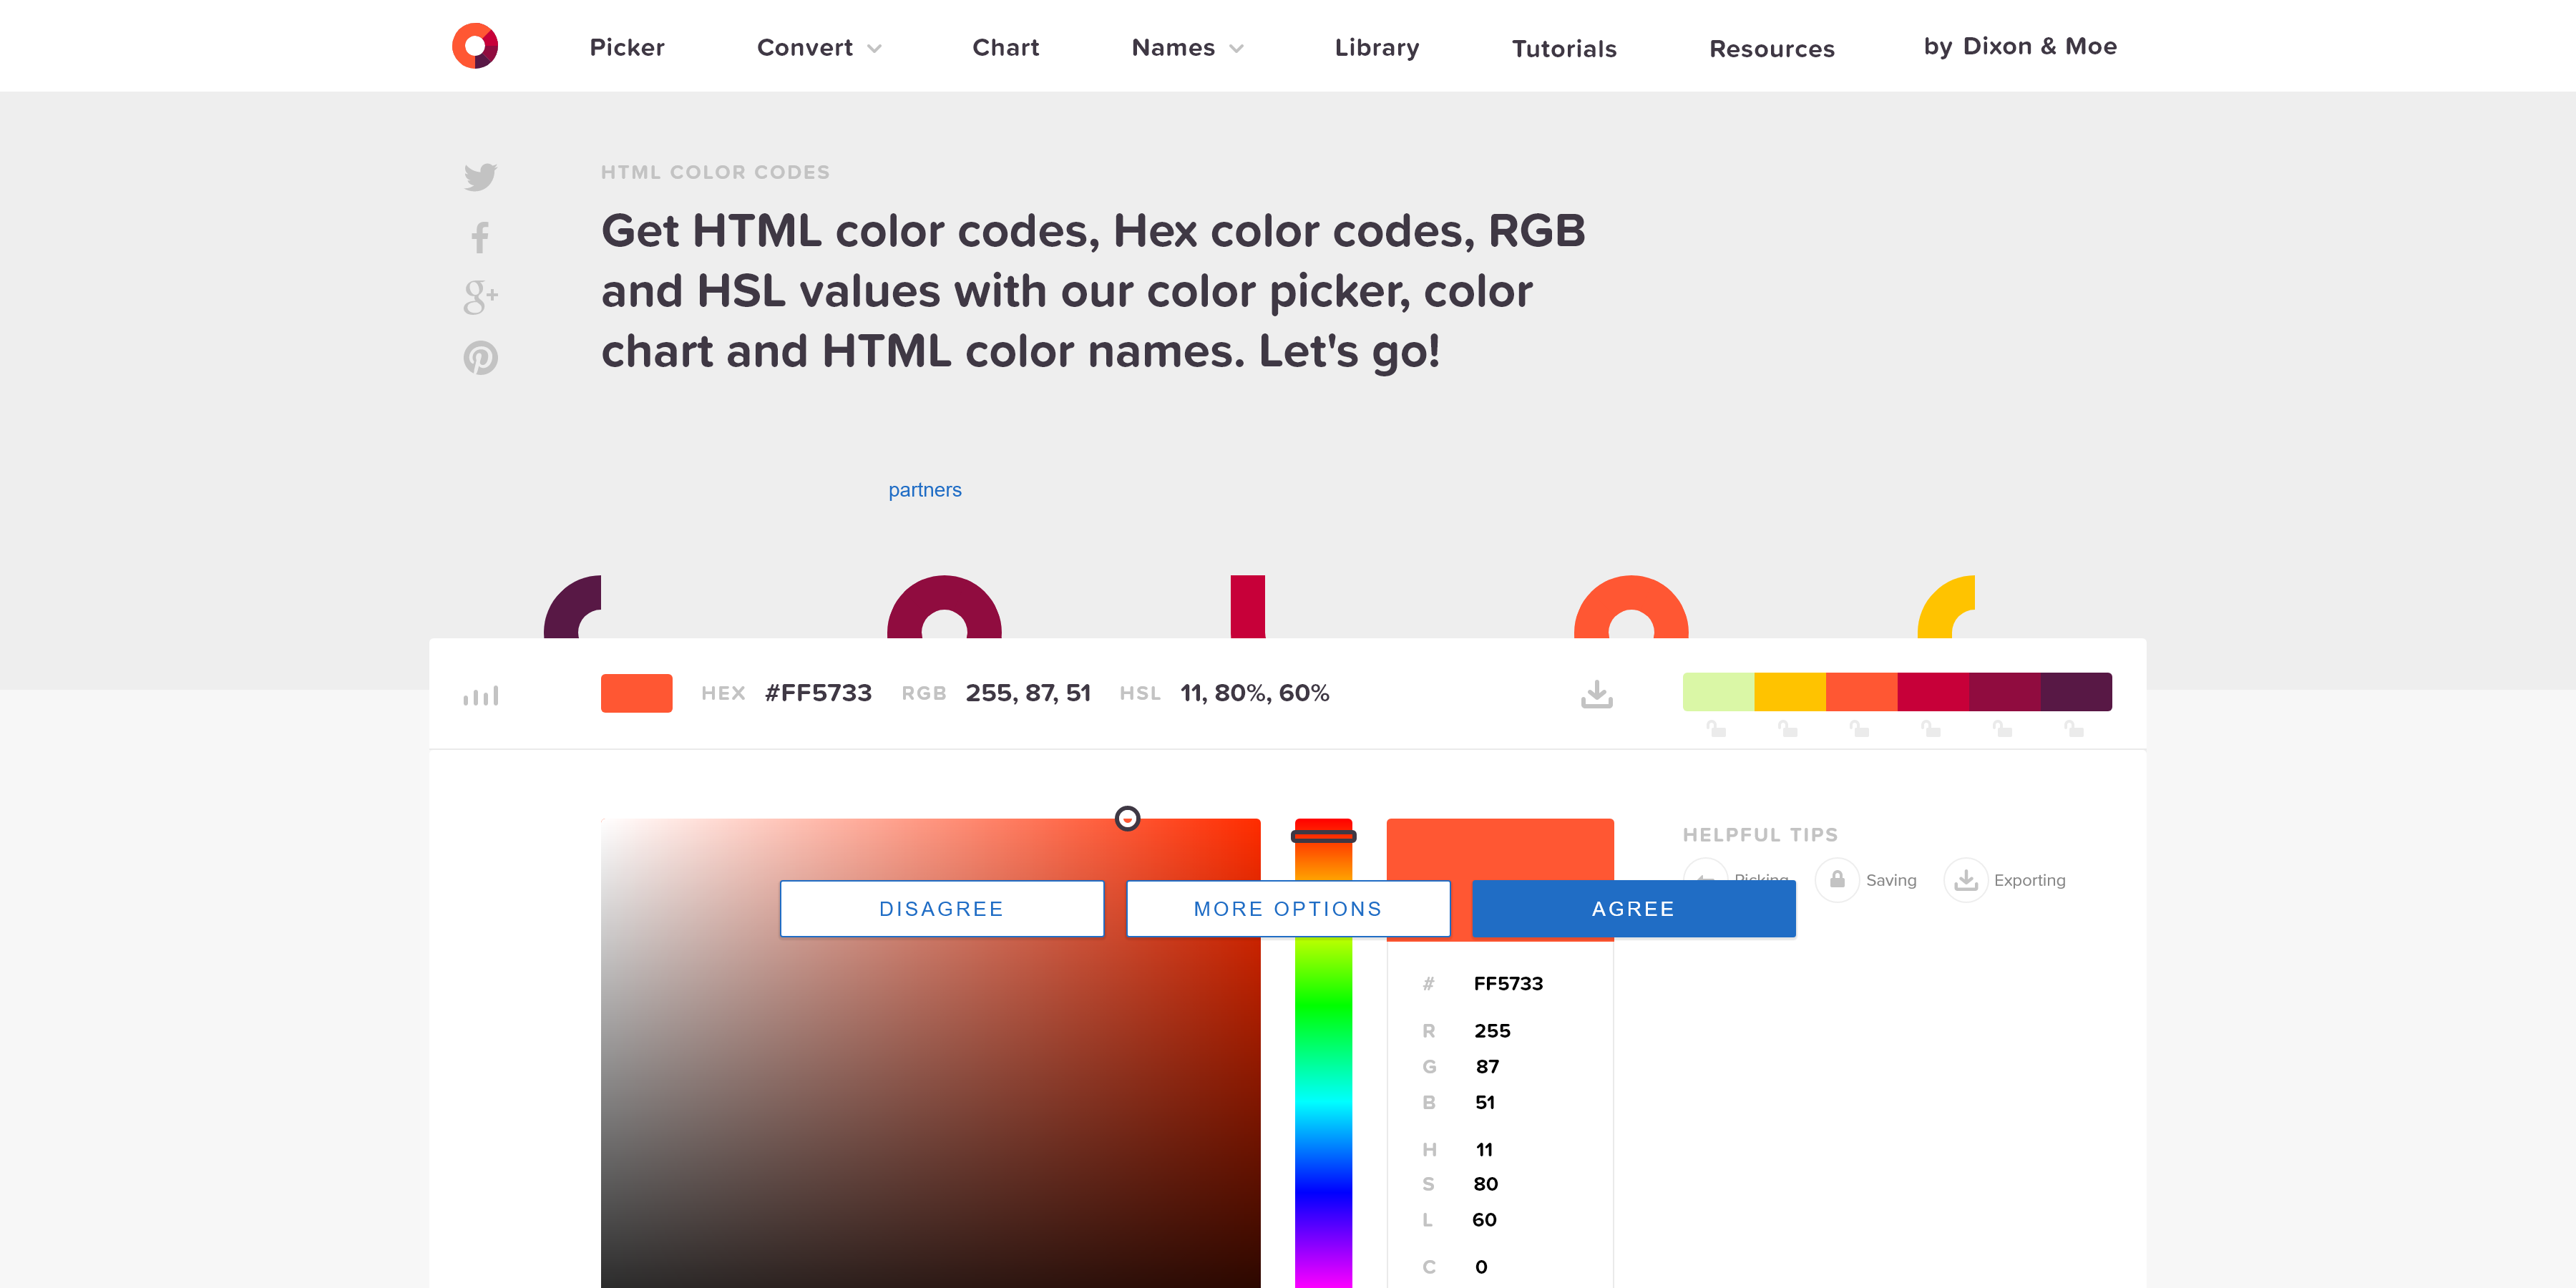 Picker Convert Chart Names Library Tutorials Resources by Dixon & Moe
HTML COLOR CODES
Get HTML color codes, Hex color codes, RGB
and HSL values with our color picker, color
chart and HTML color names. Let's go!
partners
HEX #FF5733 RGB 255, 87, 51 HSL 11, 80%, 60%
HELPFUL TIPS
Picking Saving Exporting
DISAGREE MORE OPTIONS AGREE
# FF5733
R 255
G 87
B 51
H 11
S 80
L 60
C 0